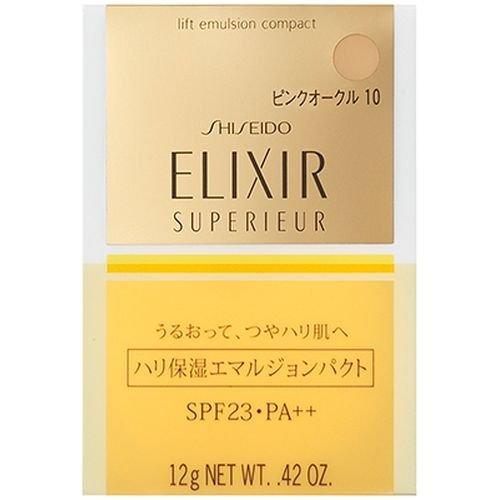 lift emulsion compact
ピンクオークル 10
SHISEIDO
ELIXIR
SUPERIEUR
うるおって、つやハリ肌へ
ハリ保湿エマルジョンパクト
SPF23・PA++
12g NET WT. .42 OZ.